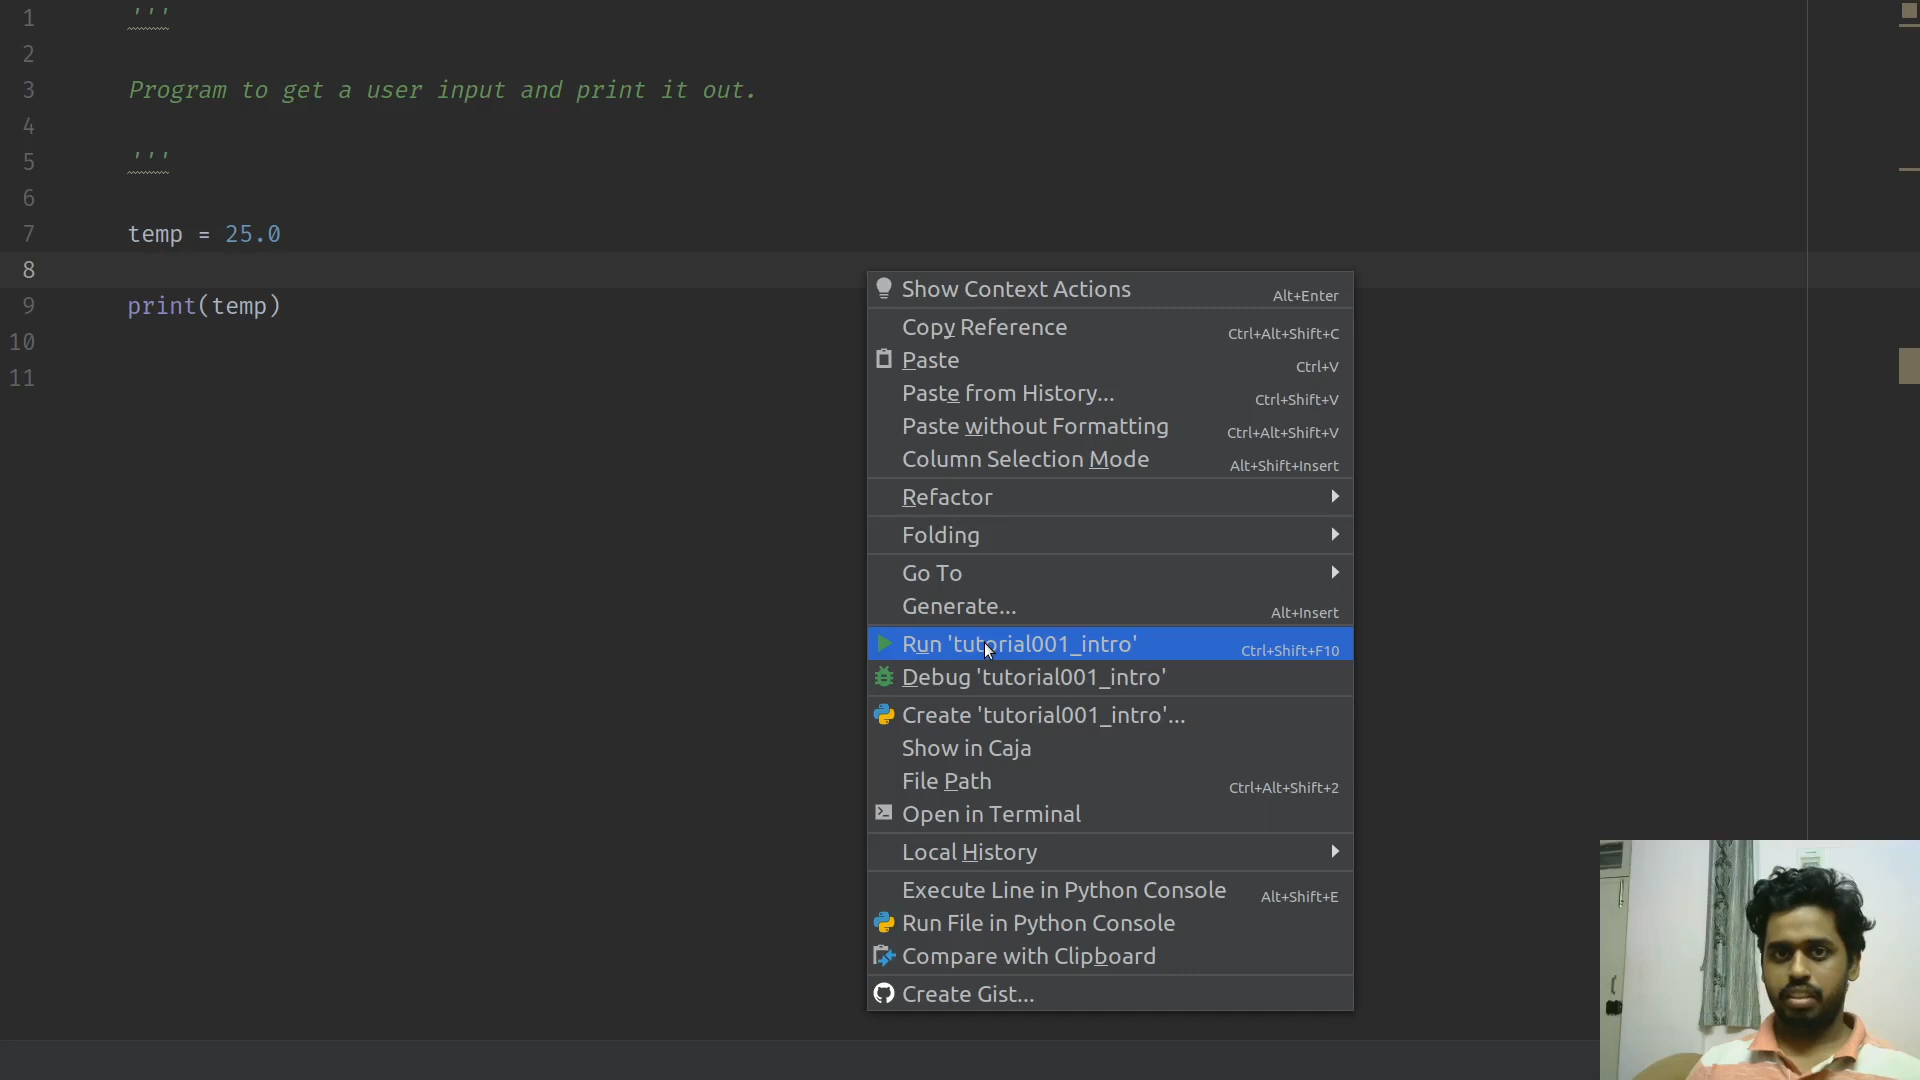 1 '''
2
3 Program to get a user input and print it out.
4
5 '''
6
7 temp = 25.0
8
9 print(temp)
10
11
Show Context Actions Alt+Enter
Copy Reference Ctrl+Alt+Shift+C
Paste Ctrl+V
Paste from History... Ctrl+Shift+V
Paste without Formatting Ctrl+Alt+Shift+V
Column Selection Mode Alt+Shift+Insert
Refactor
Folding
Go To
Generate... Alt+Insert
Run 'tutorial001_intro' Ctrl+Shift+F10
Debug 'tutorial001_intro'
Create 'tutorial001_intro'...
Show in Caja
File Path Ctrl+Alt+Shift+2
Open in Terminal
Local History
Execute Line in Python Console Alt+Shift+E
Run File in Python Console
Compare with Clipboard
Create Gist...